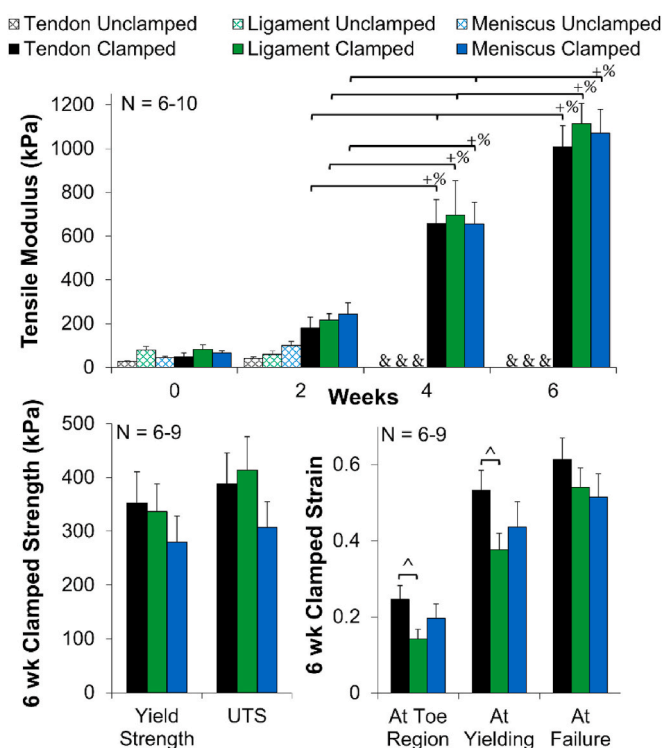 Tendon Unclamped Ligament Unclamped Meniscus Unclamped
Tendon Clamped Ligament Clamped Meniscus Clamped
Tensile Modulus (kPa)
N = 6-10
1200
1000
800
600
400
200
0
+%
+%
+%
+%
+%
+%
& & & & & &
0 2 4 6
Weeks
6 wk Clamped Strength (kPa)
500
400
300
200
100
0
N = 6-9
Yield Strength UTS
6 wk Clamped Strain
N = 6-9
0.6
0.4
0.2
0
^
^
At Toe At At
Region Yielding Failure